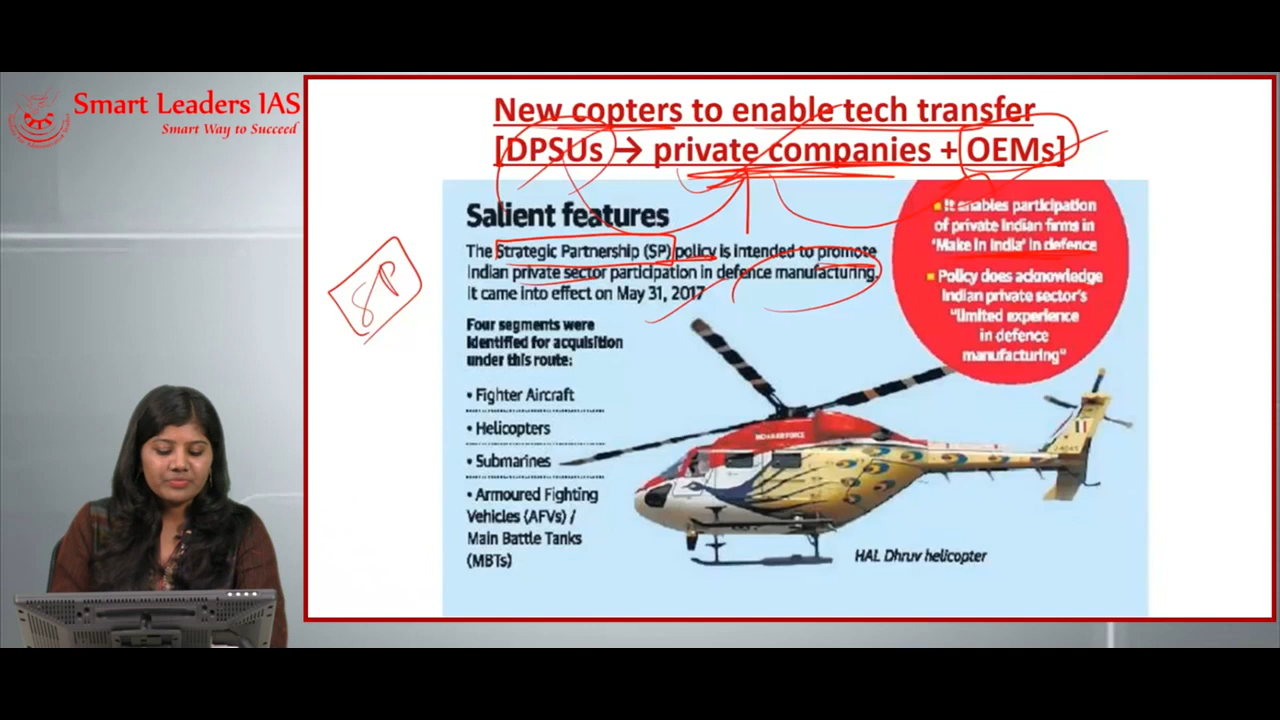 Smart Leaders IAS
Smart Way to Succeed
New copters to enable tech transfer
[DPSUs → private companies + OEMs]
Salient features
The Strategic Partnership (SP) policy is intended to promote
Indian private sector participation in defence manufacturing.
It came into effect on May 31, 2017
Four segments were
identified for acquisition
under this route:
• Fighter Aircraft
• Helicopters
• Submarines
• Armoured Fighting
Vehicles (AFVs) /
Main Battle Tanks
(MBTs)
It enables participation
of private Indian firms in
'Make in India' in defence
Policy does acknowledge
Indian private sector's
"limited experience
in defence
manufacturing"
INDIAN AIR FORCE
HAL Dhruv helicopter
SP